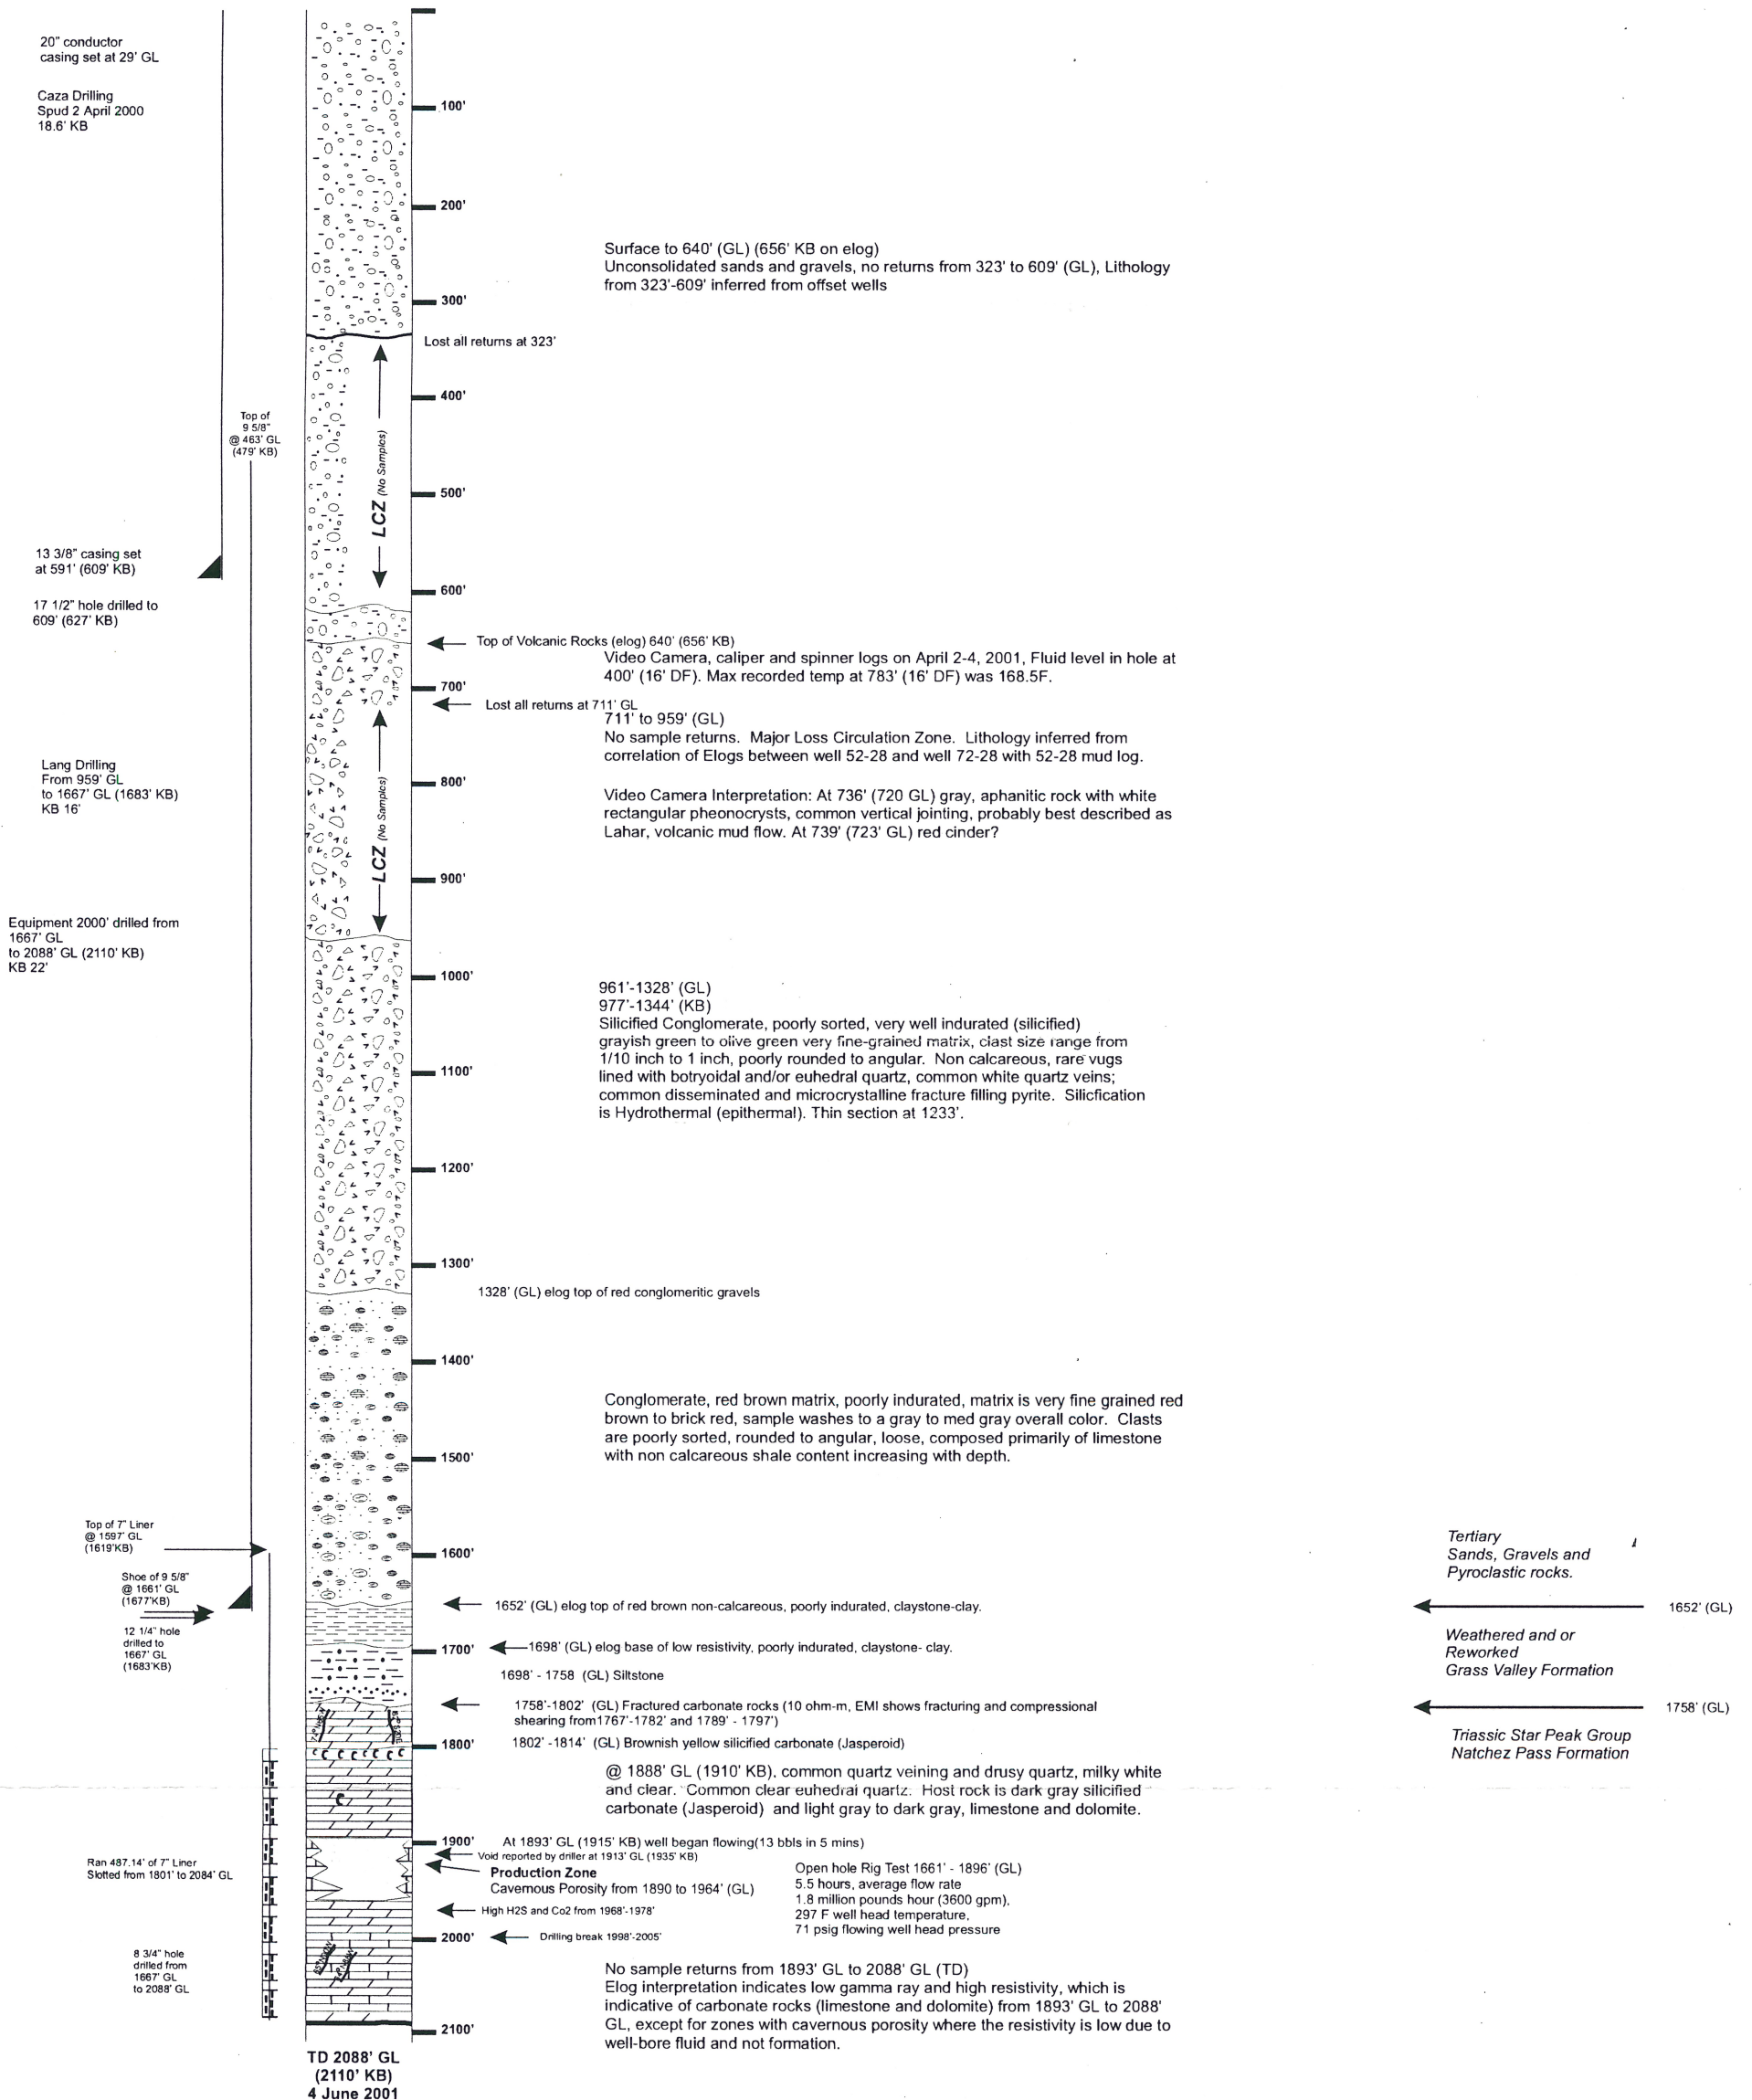 20" conductor
casing set at 29' GL
Caza Drilling
Spud 2 April 2000
18.6' KB
100'
200'
Surface to 640' (GL) (656' KB on elog)
Unconsolidated sands and gravels, no returns from 323' to 609' (GL), Lithology
from 323'-609' inferred from offset wells
300'
Lost all returns at 323'
400'
Top of
9 5/8"
@ 463' GL
(479' KB)
LCZ (No Samples)
500'
13 3/8" casing set
at 591' (609' KB)
600'
17 1/2" hole drilled to
609' (627' KB)
Top of Volcanic Rocks (elog) 640' (656' KB)
Video Camera, caliper and spinner logs on April 2-4, 2001, Fluid level in hole at
400' (16' DF). Max recorded temp at 783' (16' DF) was 168.5F.
700'
Lost all returns at 711' GL
711' to 959' (GL)
No sample returns. Major Loss Circulation Zone. Lithology inferred from
correlation of Elogs between well 52-28 and well 72-28 with 52-28 mud log.
Lang Drilling
From 959' GL
to 1667' GL (1683' KB)
KB 16'
800'
LCZ (No Samples)
Video Camera Interpretation: At 736' (720 GL) gray, aphanitic rock with white
rectangular pheonocrysts, common vertical jointing, probably best described as
Lahar, volcanic mud flow. At 739' (723' GL) red cinder?
900'
Equipment 2000' drilled from
1667' GL
to 2088' GL (2110' KB)
KB 22'
1000'
961'-1328' (GL)
977'-1344' (KB)
Silicified Conglomerate, poorly sorted, very well indurated (silicified)
grayish green to olive green very fine-grained matrix, clast size range from
1/10 inch to 1 inch, poorly rounded to angular. Non calcareous, rare vugs
lined with botryoidal and/or euhedral quartz, common white quartz veins;
common disseminated and microcrystalline fracture filling pyrite. Silicfication
is Hydrothermal (epithermal). Thin section at 1233'.
1100'
1200'
1300'
1328' (GL) elog top of red conglomeritic gravels
1400'
Conglomerate, red brown matrix, poorly indurated, matrix is very fine grained red
brown to brick red, sample washes to a gray to med gray overall color. Clasts
are poorly sorted, rounded to angular, loose, composed primarily of limestone
with non calcareous shale content increasing with depth.
1500'
Top of 7" Liner
@ 1597' GL
(1619'KB)
1600'
Tertiary
Sands, Gravels and
Pyroclastic rocks.
Shoe of 9 5/8"
@ 1661' GL
(1677'KB)
1652' (GL) elog top of red brown non-calcareous, poorly indurated, claystone-clay.
1652' (GL)
12 1/4" hole
drilled to
1667' GL
(1683'KB)
1700'
1698' (GL) elog base of low resistivity, poorly indurated, claystone- clay.
Weathered and or
Reworked
Grass Valley Formation
1698' - 1758 (GL) Siltstone
1758'-1802' (GL) Fractured carbonate rocks (10 ohm-m, EMI shows fracturing and compressional
shearing from1767'-1782' and 1789' - 1797')
1758' (GL)
1800'
1802' -1814' (GL) Brownish yellow silicified carbonate (Jasperoid)
Triassic Star Peak Group
Natchez Pass Formation
@ 1888' GL (1910' KB), common quartz veining and drusy quartz, milky white
and clear. Common clear euhedral quartz. Host rock is dark gray silicified
carbonate (Jasperoid) and light gray to dark gray, limestone and dolomite.
1900'
At 1893' GL (1915' KB) well began flowing(13 bbls in 5 mins)
Void reported by driller at 1913' GL (1935' KB)
Production Zone
Cavernous Porosity from 1890 to 1964' (GL)
Open hole Rig Test 1661' - 1896' (GL)
5.5 hours, average flow rate
1.8 million pounds hour (3600 gpm),
297 F well head temperature,
71 psig flowing well head pressure
Ran 487.14' of 7" Liner
Slotted from 1801' to 2084' GL
High H2S and Co2 from 1968'-1978'
2000'
Drilling break 1998'-2005'
8 3/4" hole
drilled from
1667' GL
to 2088' GL
No sample returns from 1893' GL to 2088' GL (TD)
Elog interpretation indicates low gamma ray and high resistivity, which is
indicative of carbonate rocks (limestone and dolomite) from 1893' GL to 2088'
GL, except for zones with cavernous porosity where the resistivity is low due to
well-bore fluid and not formation.
2100'
TD 2088' GL
(2110' KB)
4 June 2001